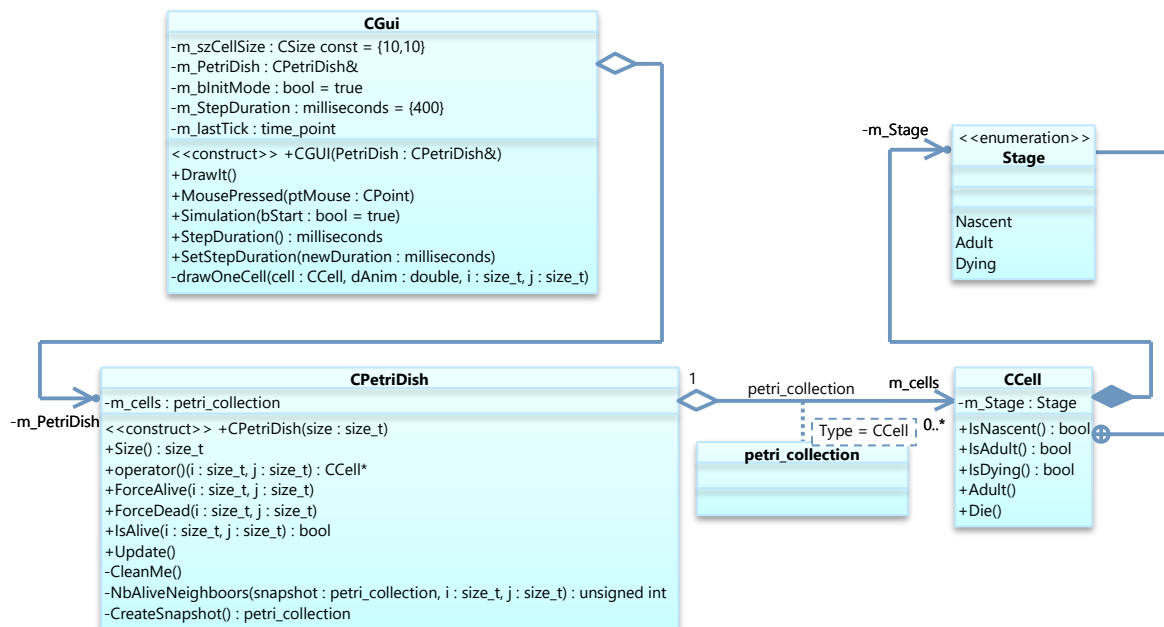 CGui
-m_szCellSize : CSize const = {10,10}
-m_PetriDish : CPetriDish&
-m_bInitMode : bool = true
-m_StepDuration : milliseconds = {400}
-m_lastTick : time_point
<<construct>> +CGUI(PetriDish : CPetriDish&)
+DrawIt()
+MousePressed(ptMouse : CPoint)
+Simulation(bStart : bool = true)
+StepDuration() : milliseconds
+SetStepDuration(newDuration : milliseconds)
-drawOneCell(cell : CCell, dAnim : double, i : size_t, j : size_t)
-m_Stage
<<enumeration>>
Stage
Nascent
Adult
Dying
-m_PetriDish
CPetriDish
-m_cells : petri_collection
<<construct>> +CPetriDish(size : size_t)
+Size() : size_t
+operator()(i : size_t, j : size_t) : CCell*
+ForceAlive(i : size_t, j : size_t)
+ForceDead(i : size_t, j : size_t)
+IsAlive(i : size_t, j : size_t) : bool
+Update()
-CleanMe()
-NbAliveNeighboors(snapshot : petri_collection, i : size_t, j : size_t) : unsigned int
-CreateSnapshot() : petri_collection
1
petri_collection
m_cells
0..*
Type = CCell
petri_collection
CCell
-m_Stage : Stage
+IsNascent() : bool
+IsAdult() : bool
+IsDying() : bool
+Adult()
+Die()